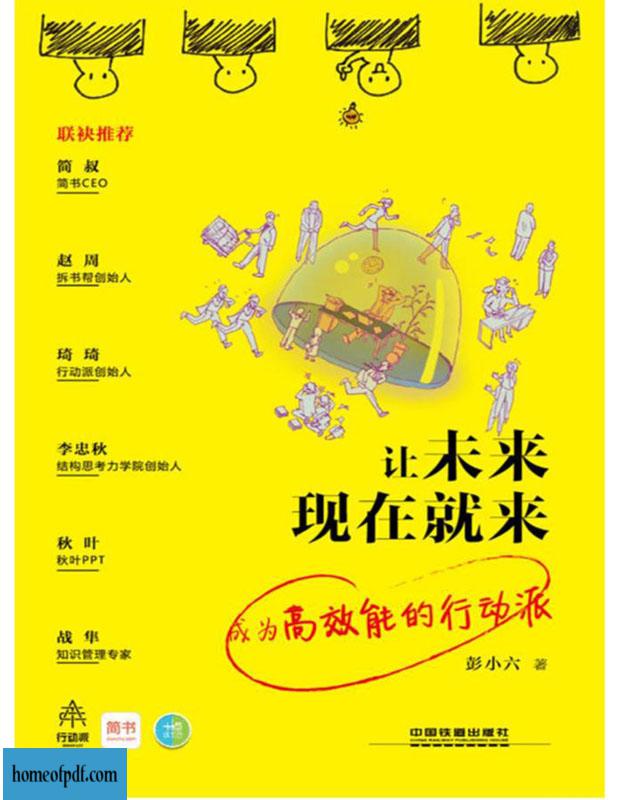 联袂推荐
简叔
简书CEO
赵周
拆书帮创始人
琦琦
行动派创始人
李忠秋
结构思考力学院创始人
秋叶
秋叶PPT
战隼
知识管理专家
让未来
现在就来
成为高效能的行动派
彭小六 著
行动派
简书
中国铁道出版社
CHINA RAILWAY PUBLISHING HOUSE
homeofpdf.com